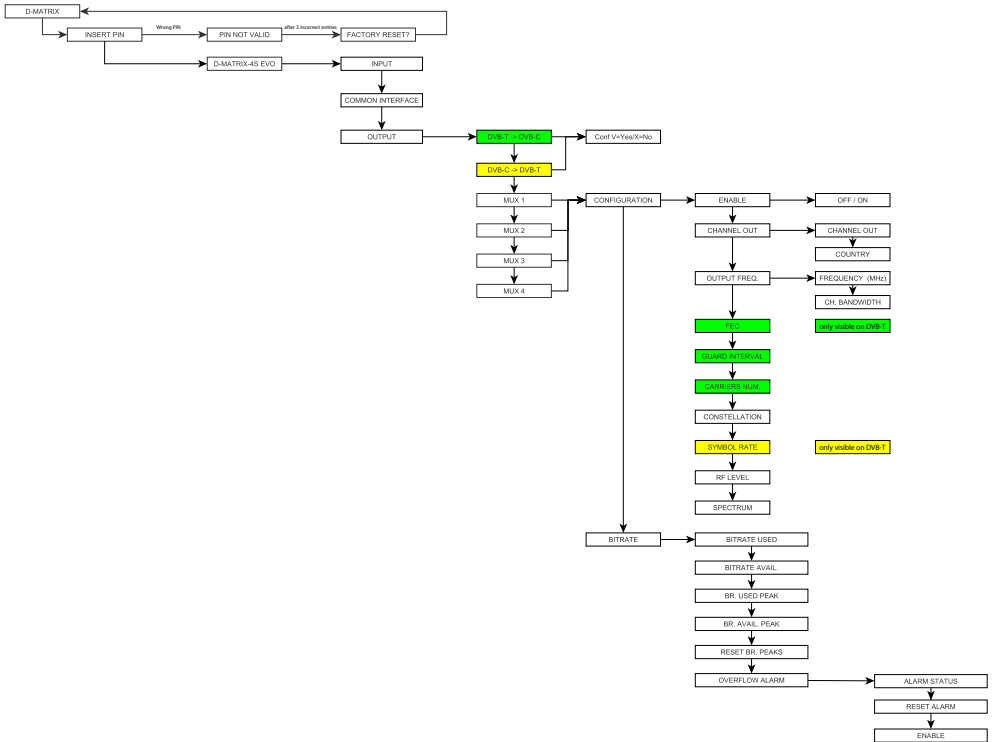 D-MATRIX
INSERT PIN
Wrong PIN
PIN NOT VALID
after 3 incorrect entries
FACTORY RESET?
D-MATRIX-4S EVO
INPUT
COMMON INTERFACE
OUTPUT
DVB-T -> DVB-C
Conf V=Yes/X=No
DVB-C -> DVB-T
MUX 1
CONFIGURATION
ENABLE
OFF / ON
MUX 2
CHANNEL OUT
CHANNEL OUT
MUX 3
COUNTRY
OUTPUT FREQ.
FREQUENCY (MHz)
MUX 4
CH. BANDWIDTH
FEC
only visible on DVB-T
GUARD INTERVAL
CARRIERS NUM.
CONSTELLATION
SYMBOL RATE
only visible on DVB-T
RF LEVEL
SPECTRUM
BITRATE
BITRATE USED
BITRATE AVAIL.
BR. USED PEAK
BR. AVAIL. PEAK
RESET BR. PEAKS
OVERFLOW ALARM
ALARM STATUS
RESET ALARM
ENABLE